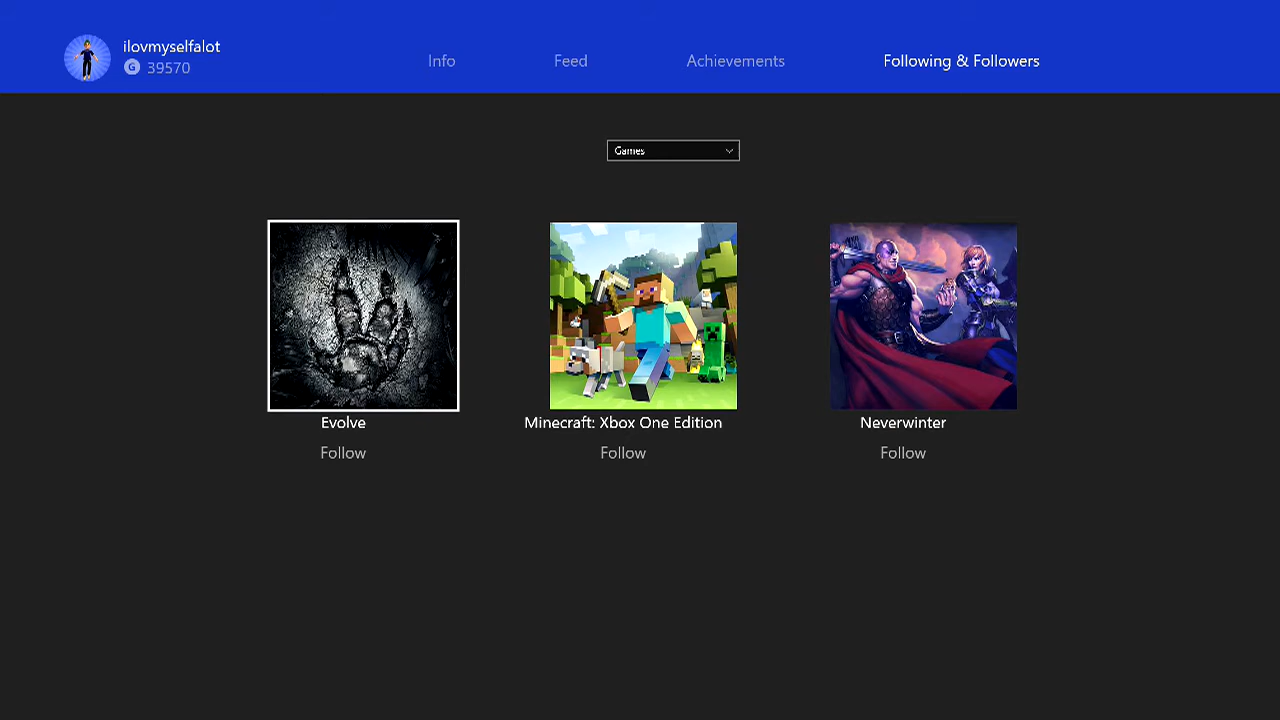 ilovmyselfalot
G 39570
Info
Feed
Achievements
Following & Followers
Games
Evolve
Follow
Minecraft: Xbox One Edition
Follow
Neverwinter
Follow